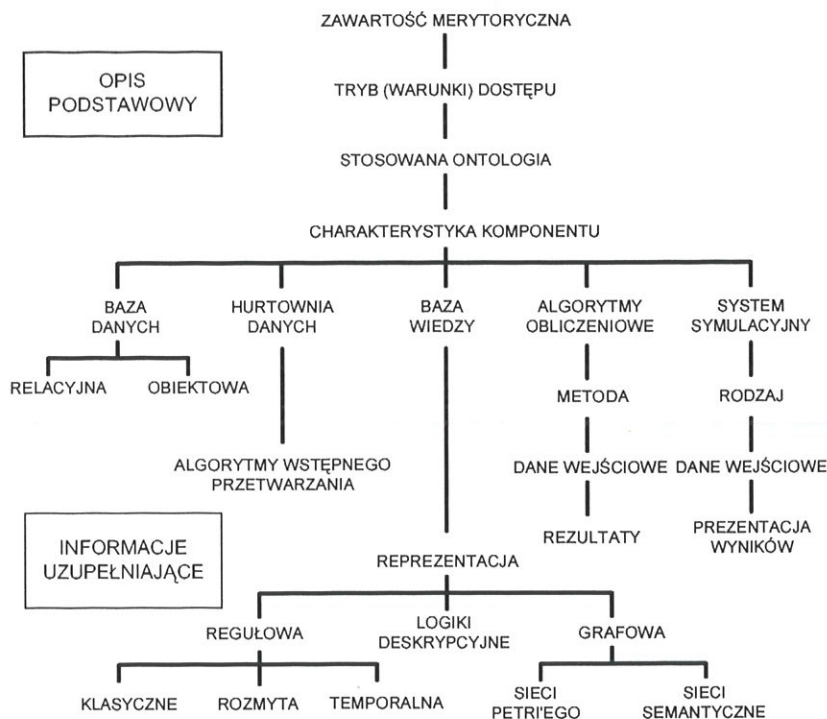 ZAWARTOŚĆ MERYTORYCZNA
OPIS
PODSTAWOWY
TRYB (WARUNKI) DOSTĘPU
STOSOWANA ONTOLOGIA
CHARAKTERYSTYKA KOMPONENTU
BAZA
DANYCH
HURTOWNIA
DANYCH
BAZA
WIEDZY
ALGORYTMY
OBLICZENIOWE
SYSTEM
SYMULACYJNY
RELACYJNA
OBIEKTOWA
METODA
RODZAJ
ALGORYTMY WSTĘPNEGO
PRZETWARZANIA
DANE WEJŚCIOWE
DANE WEJŚCIOWE
INFORMACJE
UZUPEŁNIAJĄCE
REZULTATY
PREZENTACJA
WYNIKÓW
REPREZENTACJA
REGUŁOWA
LOGIKI
DESKRYPCYJNE
GRAFOWA
KLASYCZNE
ROZMYTA
TEMPORALNA
SIECI
PETRI'EGO
SIECI
SEMANTYCZNE